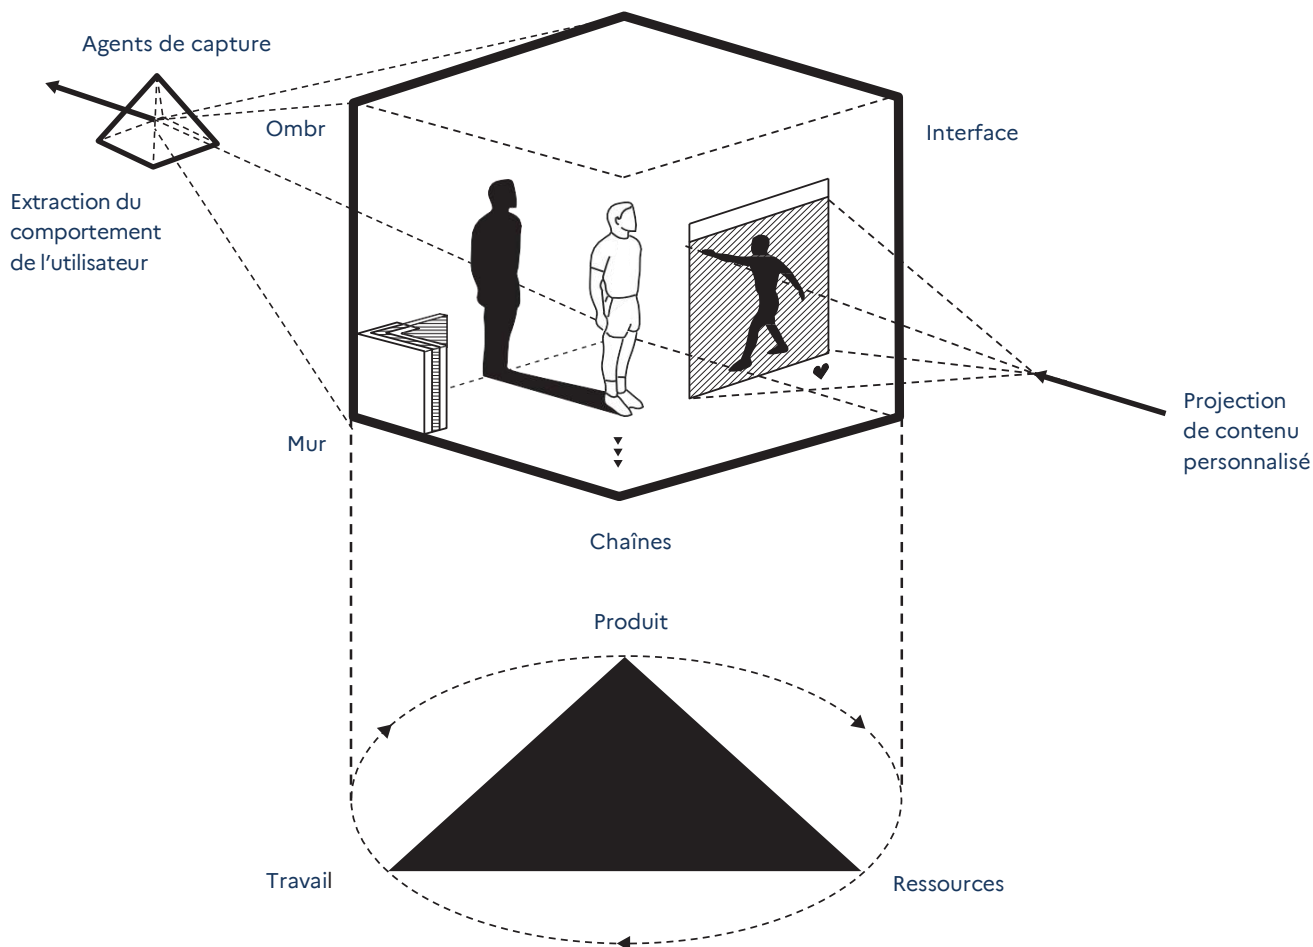 Agents de capture
Ombr
Interface
Extraction du
comportement
de l'utilisateur
Projection
de contenu
personnalisé
Mur
Chaînes
Produit
Travail
Ressources